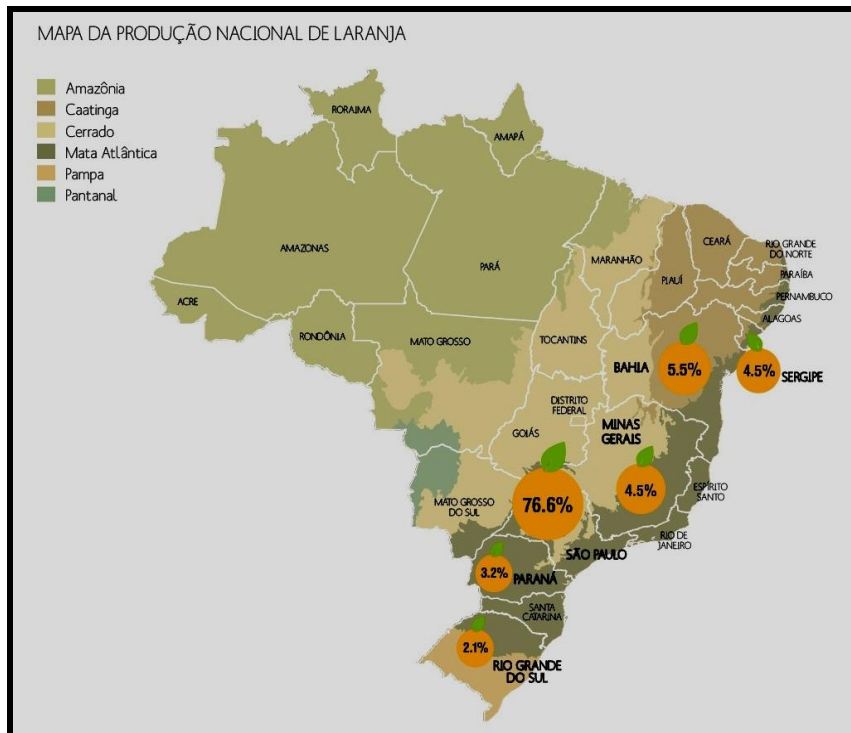 MAPA DA PRODUÇÃO NACIONAL DE LARANJA
Amazônia
Caatinga
Cerrado
Mata Atlântica
Pampa
Pantanal
RORAIMA
AMAPÁ
AMAZONAS
PARÁ
MARANHÃO
CEARÁ
RIO GRANDE
DO NORTE
PIAUÍ
PARAÍBA
PERNAMBUCO
ACRE
ALAGOAS
RONDÔNIA
MATO GROSSO
TOCANTINS
BAHIA
5.5%
4.5%
SERGIPE
DISTRITO
FEDERAL
GOIÁS
MINAS
GERAIS
4.5%
ESPÍRITO
SANTO
MATO GROSSO
DO SUL
76.6%
RIO DE
JANEIRO
SÃO PAULO
3.2%
PARANÁ
SANTA
CATARINA
2.1%
RIO GRANDE
DO SUL